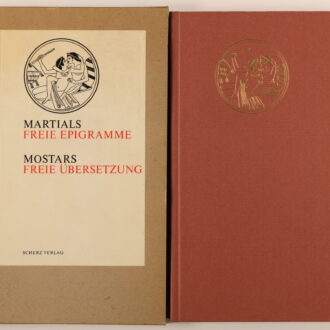 MARTIALS
FREIE EPIGRAMME
MOSTARS
FREIE ÜBERSETZUNG
SCHERZ VERLAG